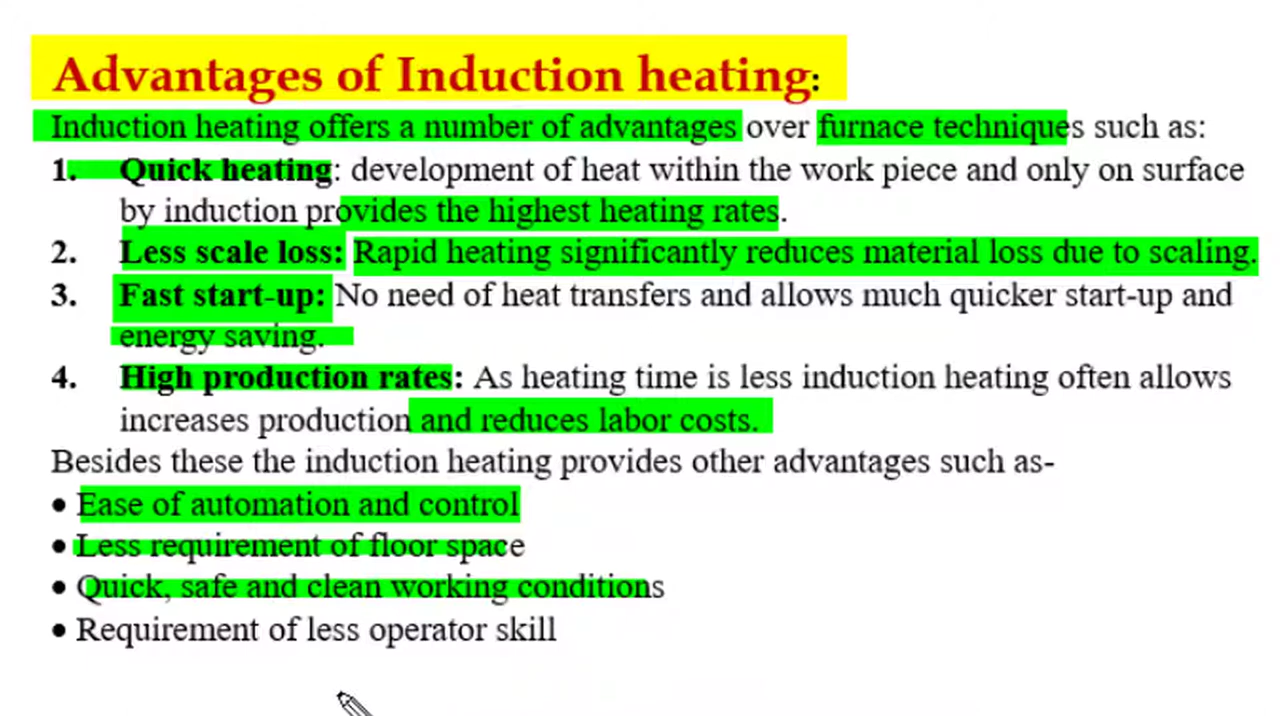 Advantages of Induction heating:
Induction heating offers a number of advantages over furnace techniques such as:
1. Quick heating: development of heat within the work piece and only on surface
by induction provides the highest heating rates.
2. Less scale loss: Rapid heating significantly reduces material loss due to scaling.
3. Fast start-up: No need of heat transfers and allows much quicker start-up and
energy saving.
4. High production rates: As heating time is less induction heating often allows
increases production and reduces labor costs.
Besides these the induction heating provides other advantages such as-
• Ease of automation and control
• Less requirement of floor space
• Quick, safe and clean working conditions
• Requirement of less operator skill